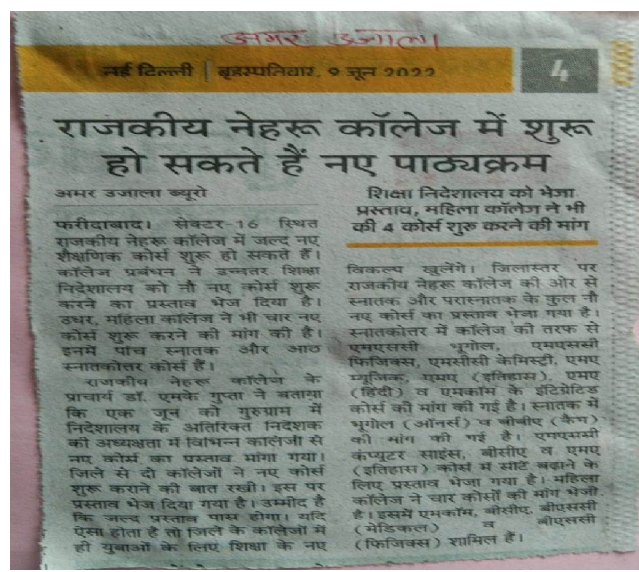 अमर उजाला
नई दिल्ली | बृहस्पतिवार, 9 जून 2022
4
राजकीय नेहरू कॉलेज में शुरू
हो सकते हैं नए पाठ्यक्रम
अमर उजाला ब्यूरो
फरीदाबाद। सेक्टर-16 स्थित
राजकीय नेहरू कॉलेज में जल्द नए
शैक्षणिक कोर्स शुरू हो सकते हैं।
कॉलेज प्रबंधन ने उच्चतर शिक्षा
निदेशालय को नौ नए कोर्स शुरू
करने का प्रस्ताव भेज दिया है।
उधर, महिला कॉलेज ने भी चार नए
कोर्स शुरू करने की मांग की है।
इनमें पांच स्नातक और आठ
स्नातकोत्तर कोर्स हैं।
राजकीय नेहरू कॉलेज के
प्राचार्य डॉ. एमके गुप्ता ने बताया
कि एक जून को गुरुग्राम में
निदेशालय के अतिरिक्त निदेशक
की अध्यक्षता में विभिन्न कॉलेजों से
नए कोर्स का प्रस्ताव मांगा गया।
जिले से दो कॉलेजों ने नए कोर्स
शुरू कराने की बात रखी। इस पर
प्रस्ताव भेज दिया गया है। उम्मीद है
कि जल्द प्रस्ताव पास होगा। यदि
ऐसा होता है तो जिले के कॉलेजों में
ही युवाओं के लिए शिक्षा के नए
शिक्षा निदेशालय को भेजा
प्रस्ताव, महिला कॉलेज ने भी
की 4 कोर्स शुरू करने की मांग
विकल्प खुलेंगे। जिलास्तर पर
राजकीय नेहरू कॉलेज की ओर से
स्नातक और परास्नातक के कुल नौ
नए कोर्स का प्रस्ताव भेजा गया है।
स्नातकोत्तर में कॉलेज की तरफ से
एमएससी भूगोल, एमएससी
फिजिक्स, एमसीसी केमिस्ट्री, एमए
म्यूजिक, एमए (इतिहास), एमए
(हिंदी) व एमकॉम के इंटिग्रेटिड
कोर्स की मांग की गई है। स्नातक में
भूगोल (ऑनर्स) व बीबीए (कैम)
की मांग की गई है। एमएससी
कंप्यूटर साइंस, बीसीए व एमए
(इतिहास) कोर्स में सीटें बढ़ाने के
लिए प्रस्ताव भेजा गया है। महिला
कॉलेज ने चार कोर्सों की मांग भेजी
है। इसमें एमकॉम, बीसीए, बीएससी
(मेडिकल) व बीएससी
(फिजिक्स) शामिल हैं।